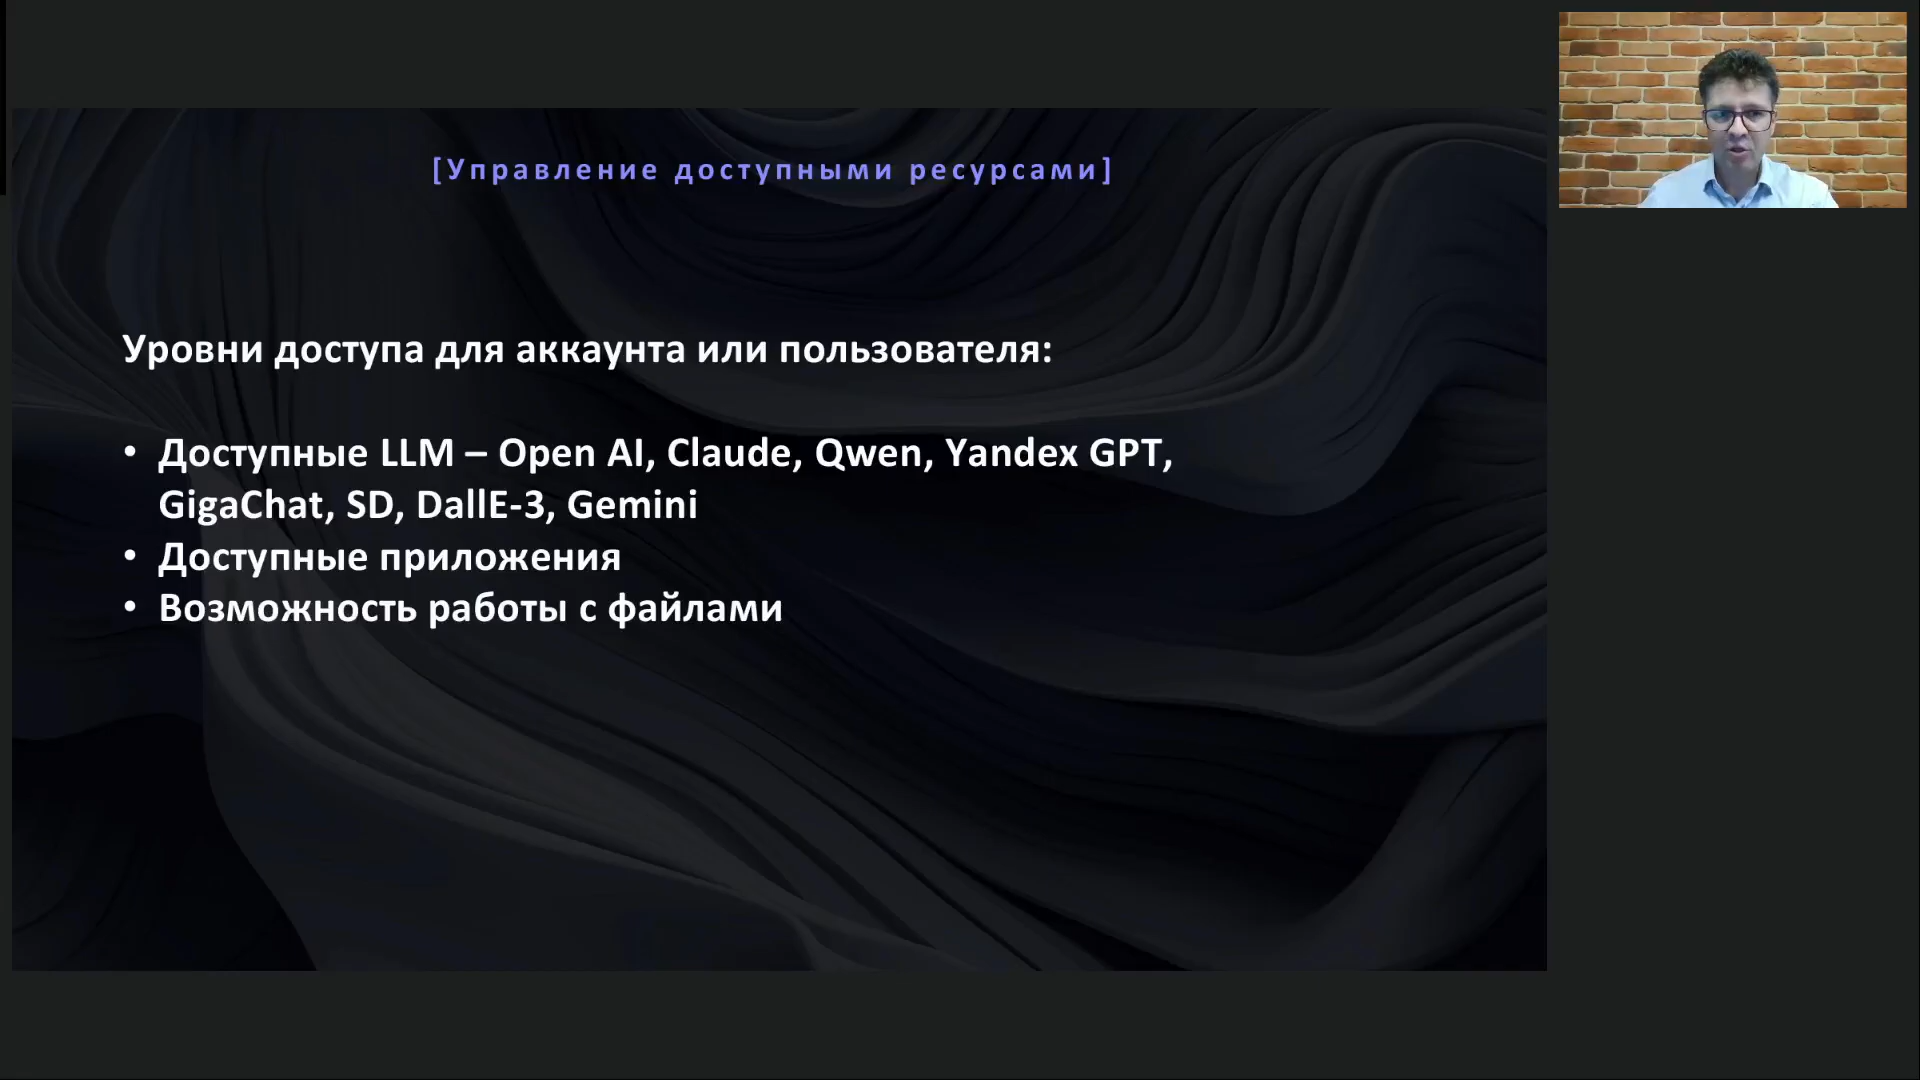 [Управление доступными ресурсами]
Уровни доступа для аккаунта или пользователя:
• Доступные LLM – Open AI, Claude, Qwen, Yandex GPT,
GigaChat, SD, DallE-3, Gemini
• Доступные приложения
• Возможность работы с файлами